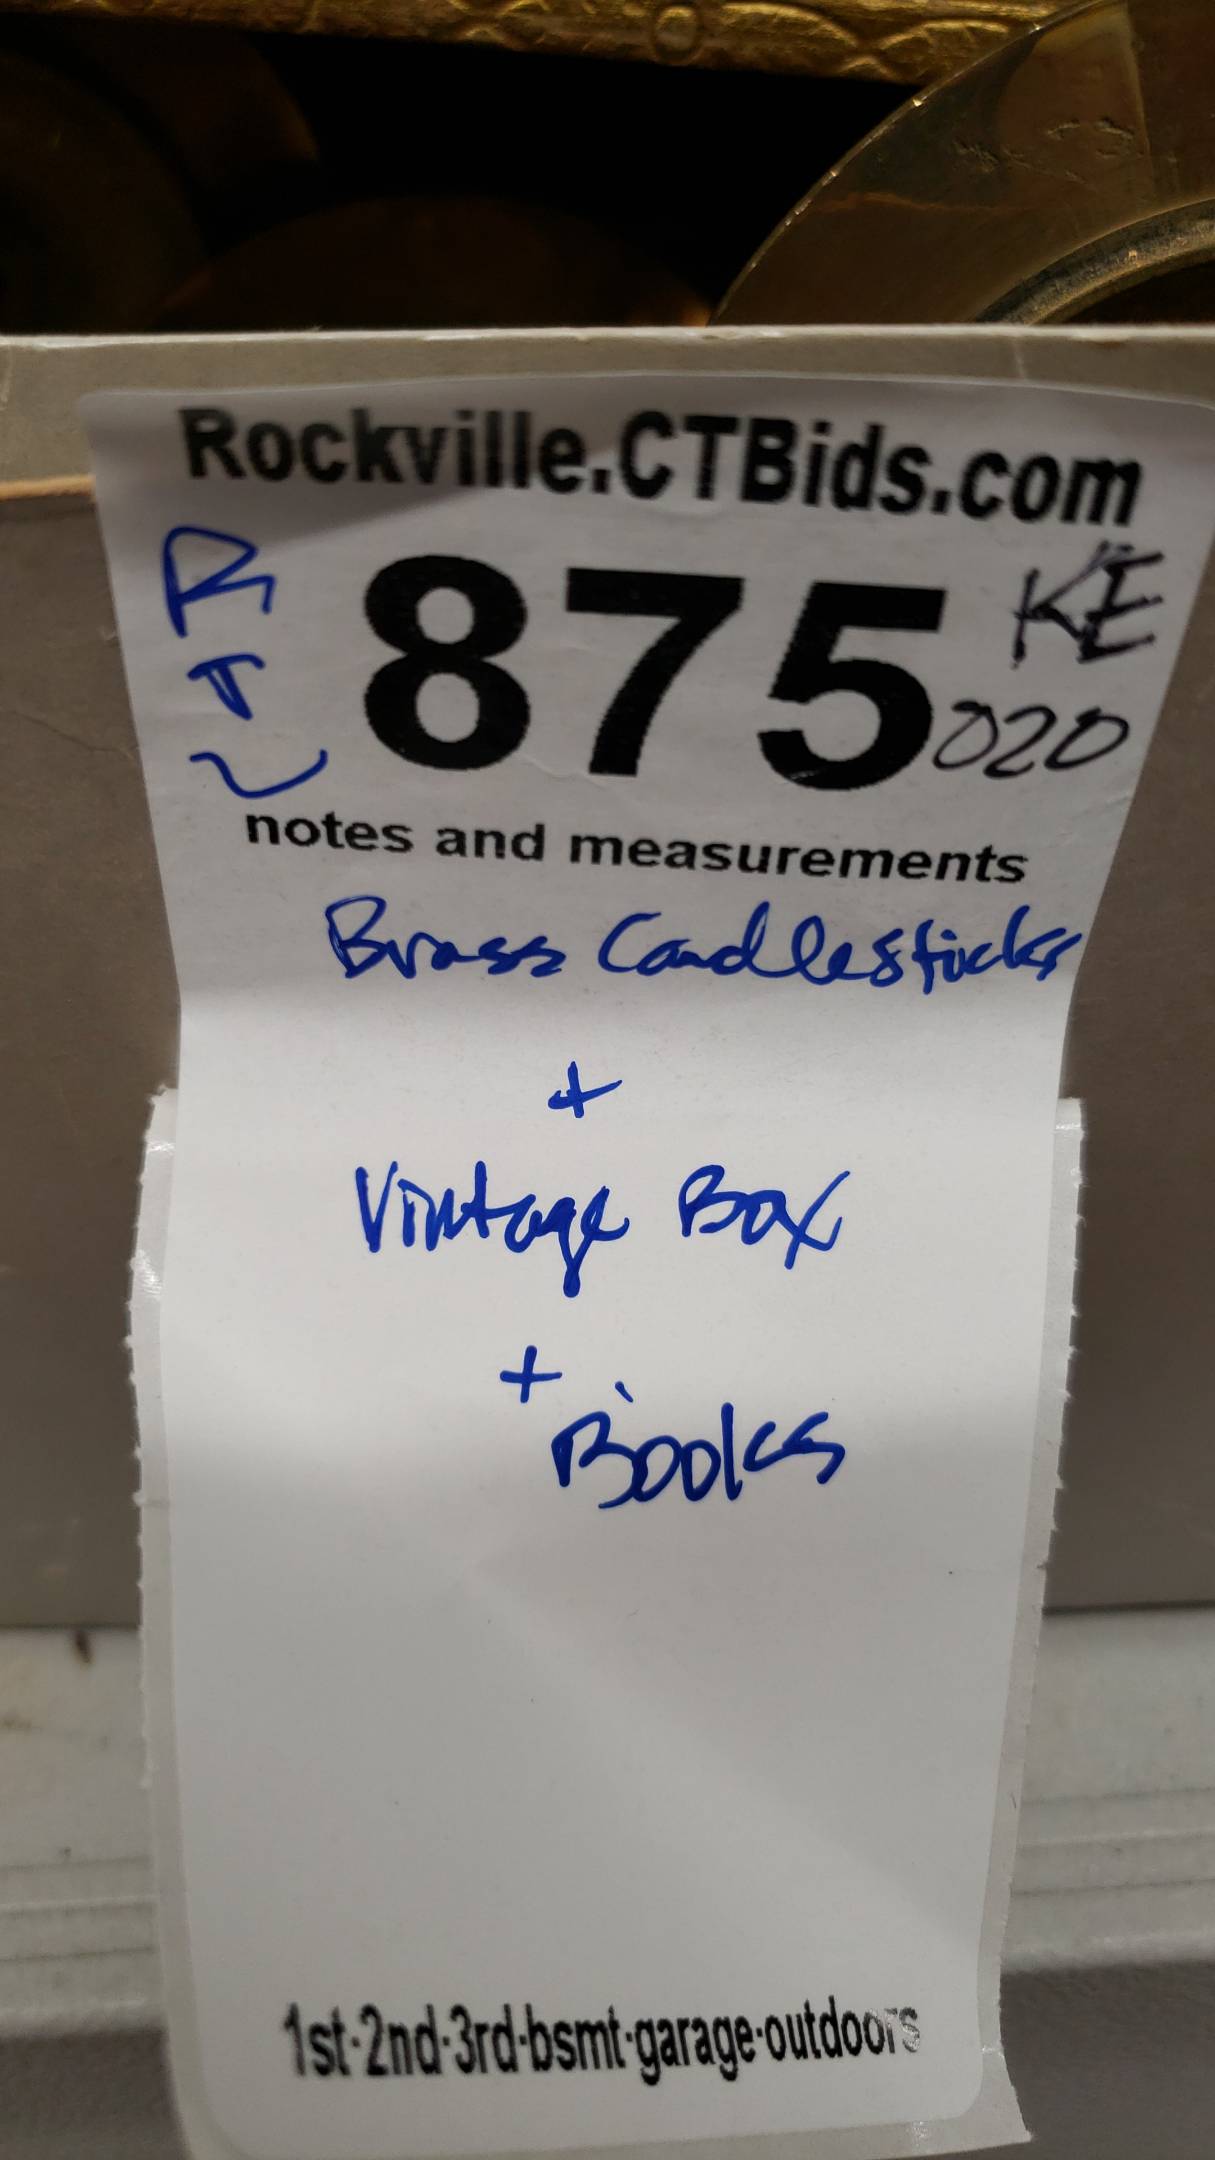 Rockville.CTBids.com
875
KE
020
notes and measurements
Brass Candlesticks
+
Vintage Box
+
Books
1st-2nd-3rd-bsmt-garage-outdoors